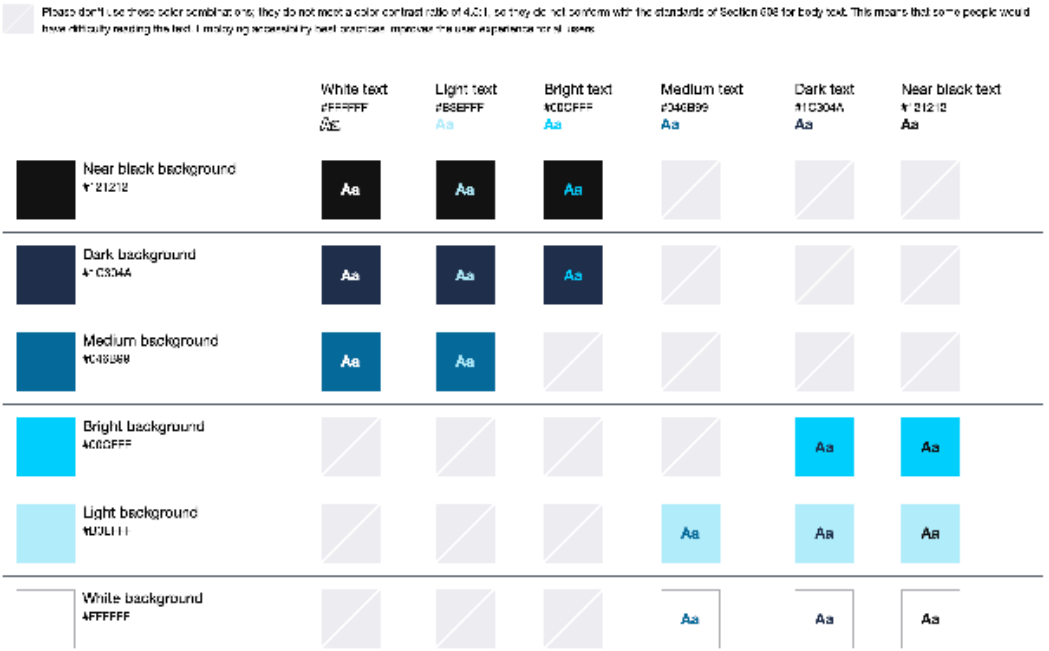 Please don't use these color combinations; they do not meet a color contrast ratio of 4.5:1, so they do not conform with the standards of Section 508 for body text. This means that some people would
have difficulty reading the text. Employing accessibility best practices improves the user experience for all users.
White text Light text Bright text Medium text Dark text Near black text
#FFFFFF #046B99 #1C304A #121212
Aa Aa Aa Aa Aa Aa
Near black background
#121212
Aa Aa Aa
Dark background
#1C304A
Aa Aa Aa
Medium background
#046B99
Aa Aa
Bright background
Aa Aa
Light background
Aa Aa Aa
White background
#FFFFFF
Aa Aa Aa